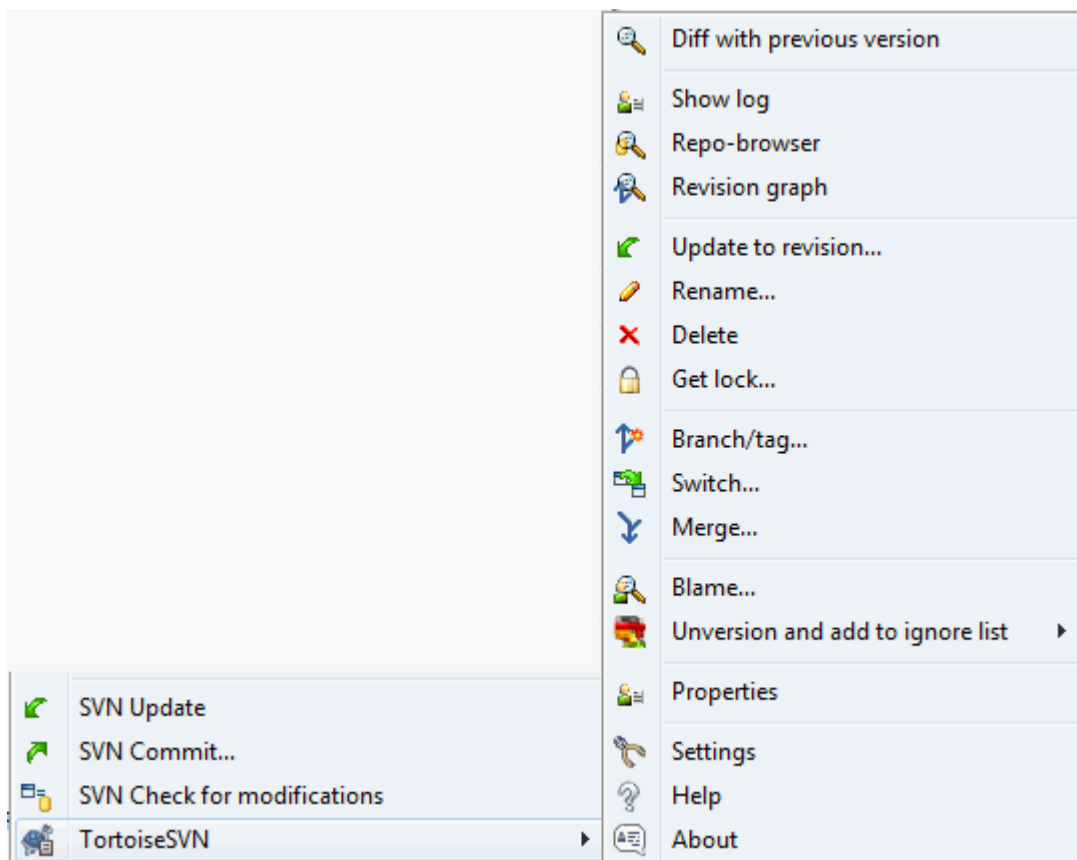 Diff with previous version
Show log
Repo-browser
Revision graph
Update to revision...
Rename...
Delete
Get lock...
Branch/tag...
Switch...
Merge...
Blame...
Unversion and add to ignore list
Properties
Settings
Help
About
SVN Update
SVN Commit...
SVN Check for modifications
TortoiseSVN